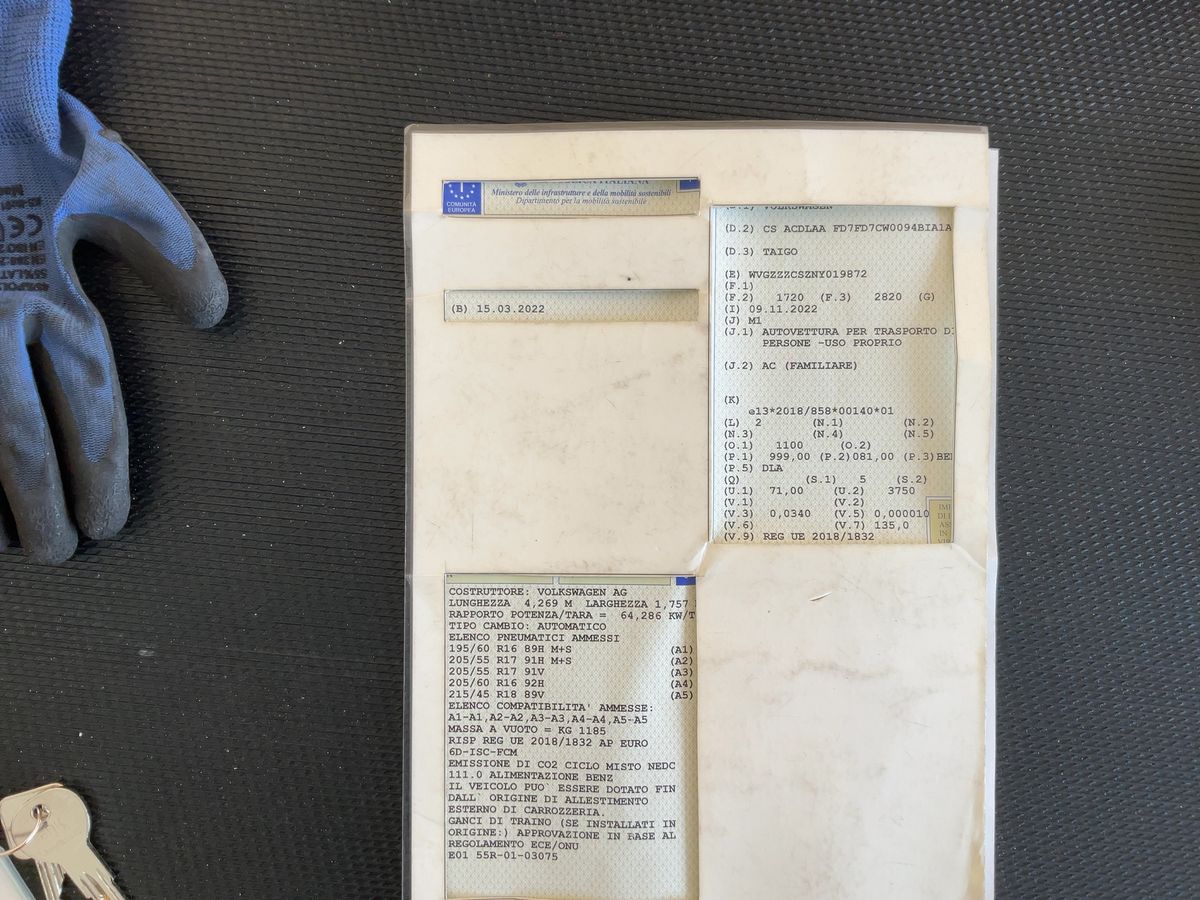 COMUNITÀ
EUROPEA
Ministero delle infrastrutture e della mobilità sostenibili
Dipartimento per la mobilità sostenibile
(B) 15.03.2022
VOLKSWAGEN
(D.2) CS ACDLAA FD7FD7CW0094BIA1A
(D.3) TAIGO
(E) WVGZZZCSZNY019872
(F.1)
(F.2) 1720 (F.3) 2820 (G)
(I) 09.11.2022
(J) M1
(J.1) AUTOVETTURA PER TRASPORTO
PERSONE -USO PROPRIO
(J.2) AC (FAMILIARE)
(K)
e13*2018/858*00140*01
(L) 2 (N.1) (N.2)
(N.3) (N.4) (N.5)
(O.1) 1100 (O.2)
(P.1) 999,00 (P.2)081,00 (P.3)
(P.5) DLA
(Q) (S.1) 5 (S.2)
(U.1) 71,00 (U.2) 3750
(V.1) (V.2)
(V.3) 0,0340 (V.5) 0,000010
(V.6) (V.7) 135,0
(V.9) REG UE 2018/1832
COSTRUTTORE: VOLKSWAGEN AG
LUNGHEZZA 4,269 M LARGHEZZA 1,757
RAPPORTO POTENZA/TARA = 64,286 KW/T
TIPO CAMBIO: AUTOMATICO
ELENCO PNEUMATICI AMMESSI
195/60 R16 89H M+S (A1)
205/55 R17 91H M+S (A2)
205/55 R17 91V (A3)
205/60 R16 92H (A4)
215/45 R18 89V (A5)
ELENCO COMPATIBILITA' AMMESSE:
A1-A1,A2-A2,A3-A3,A4-A4,A5-A5
MASSA A VUOTO = KG 1185
RISP REG UE 2018/1832 AP EURO
6D-ISC-FCM
EMISSIONE DI CO2 CICLO MISTO NEDC
111.0 ALIMENTAZIONE BENZ
IL VEICOLO PUO` ESSERE DOTATO FIN
DALL` ORIGINE DI ALLESTIMENTO
ESTERNO DI CARROZZERIA.
GANCI DI TRAINO (SE INSTALLATI IN
ORIGINE:) APPROVAZIONE IN BASE AL
REGOLAMENTO ECE/ONU
E01 55R-01-03075
CE